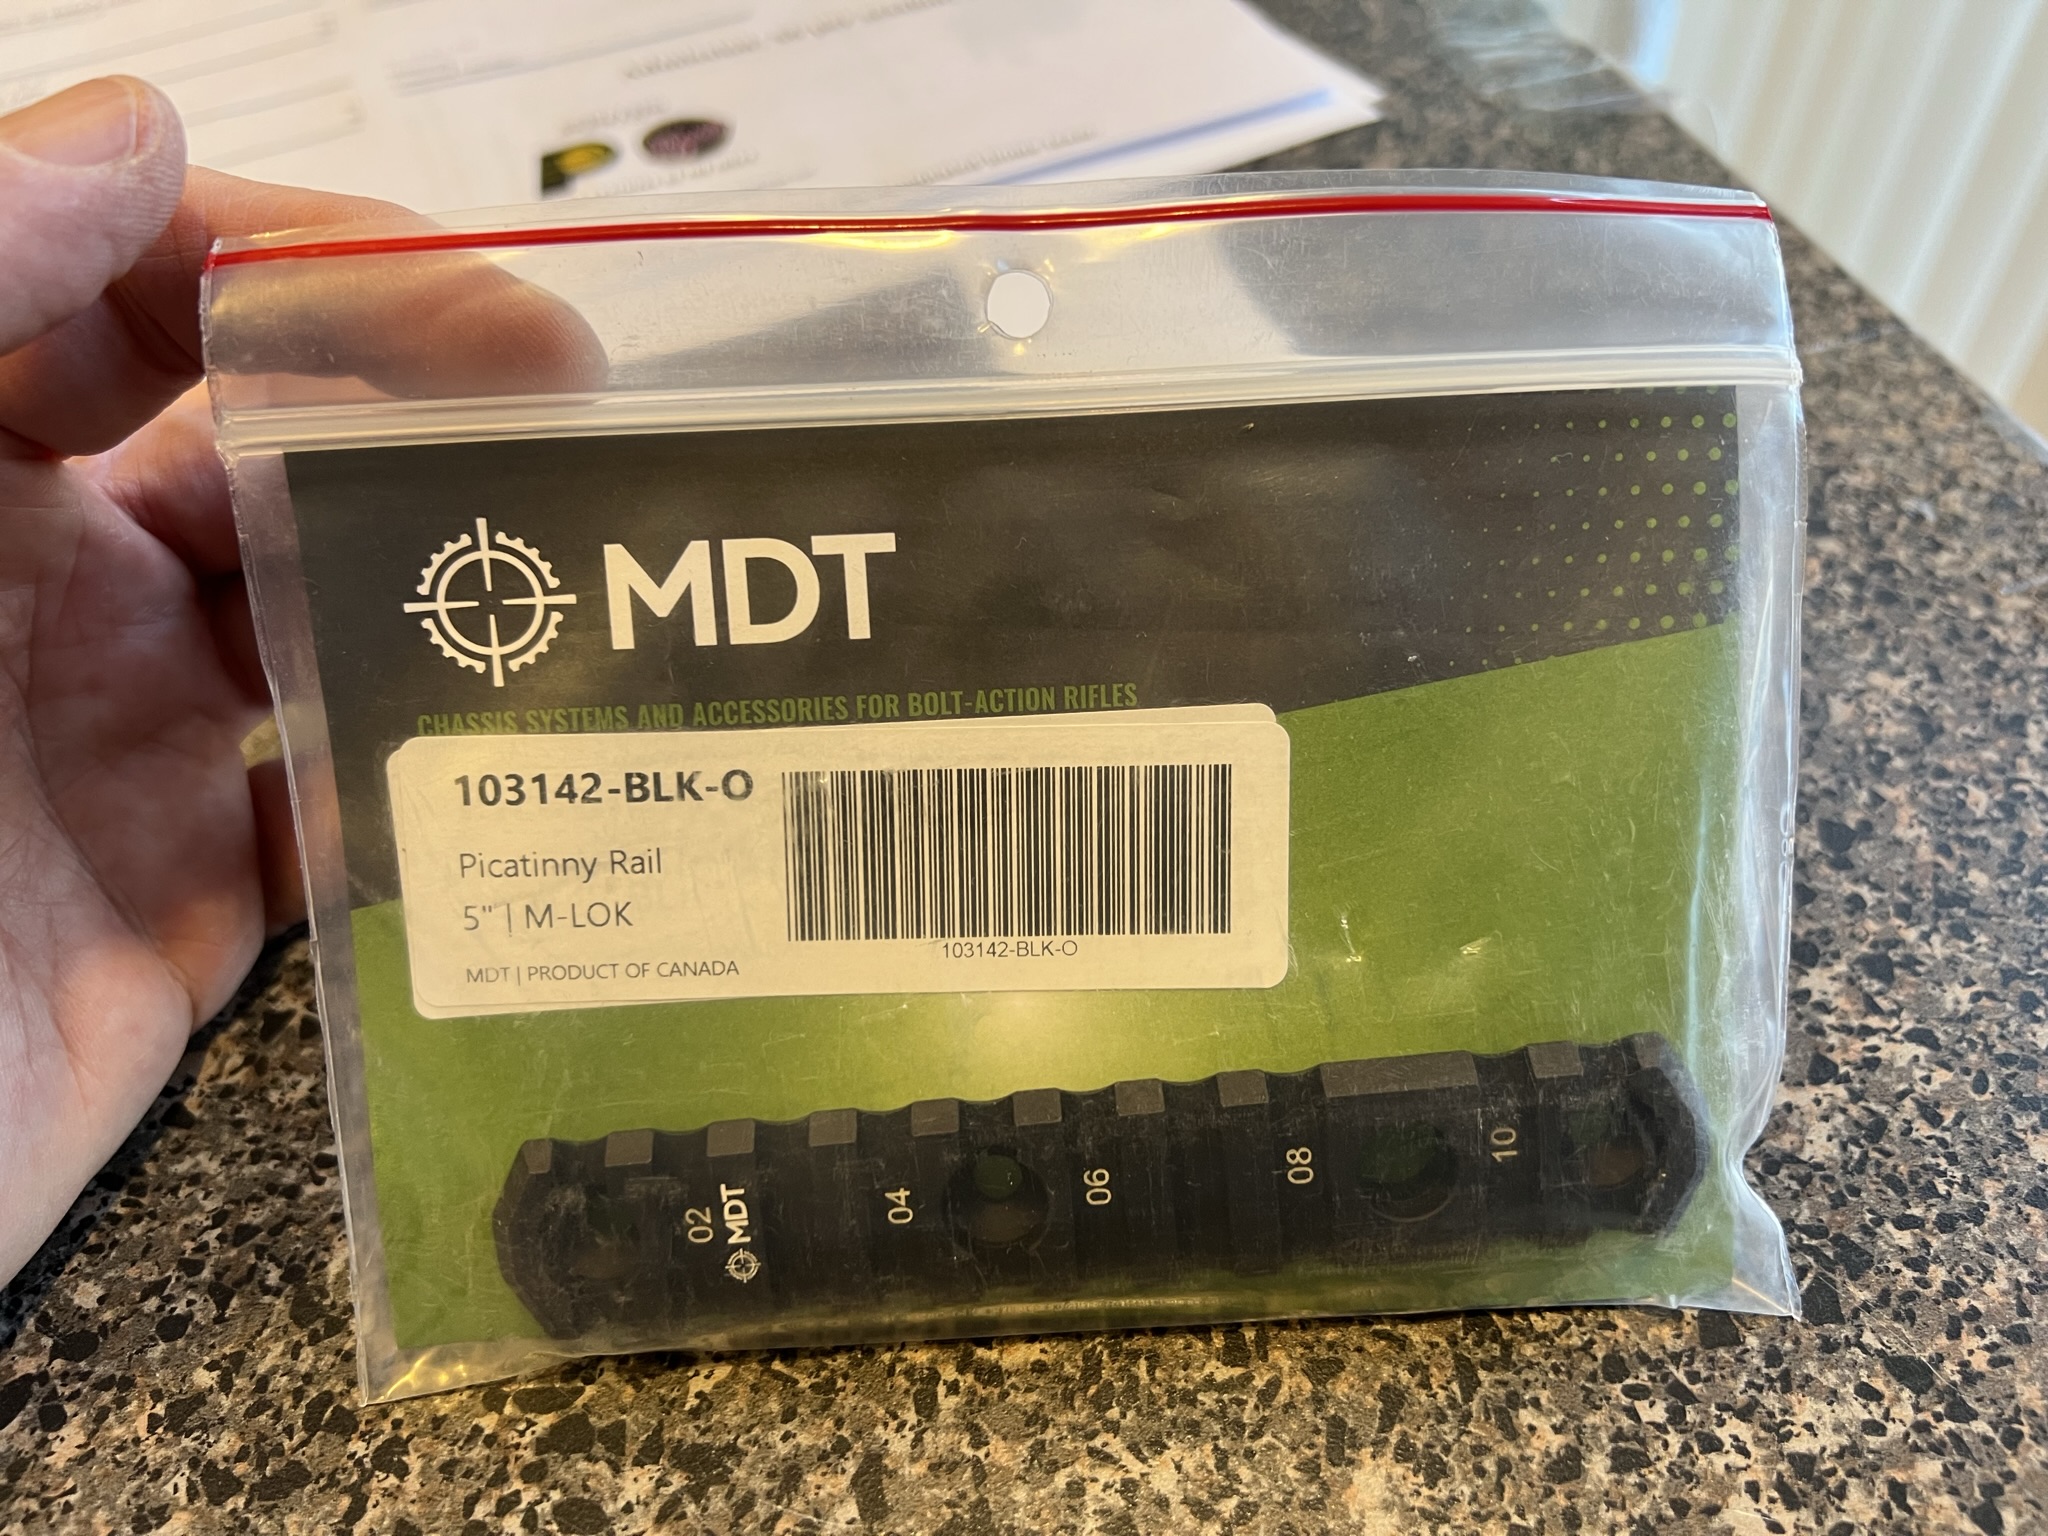 MDT
CHASSIS SYSTEMS AND ACCESSORIES FOR BOLT-ACTION RIFLES
103142-BLK-O
Picatinny Rail
5" | M-LOK
MDT | PRODUCT OF CANADA
103142-BLK-O
02
MDT
04
06
08
10